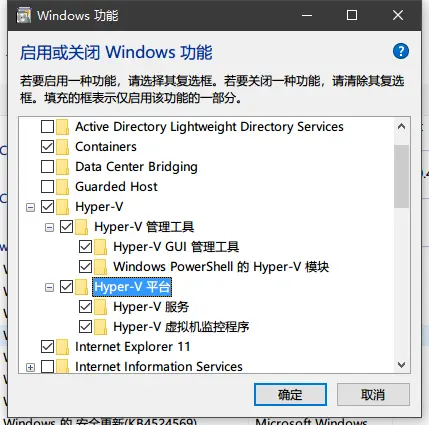 Windows 功能
启用或关闭 Windows 功能
若要启用一种功能，请选择其复选框。若要关闭一种功能，请清除其复选
框。填充的框表示仅启用该功能的一部分。
Active Directory Lightweight Directory Services
Containers
Data Center Bridging
Guarded Host
Hyper-V
Hyper-V 管理工具
Hyper-V GUI 管理工具
Windows PowerShell 的 Hyper-V 模块
Hyper-V 平台
Hyper-V 服务
Hyper-V 虚拟机监控程序
Internet Explorer 11
Internet Information Services
确定
取消
Windows 的 安全更新(KB4524569)
Microsoft Windows